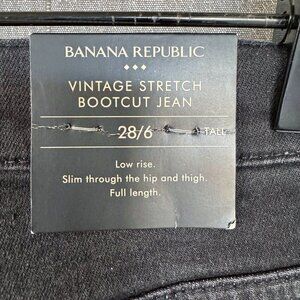 BANANA REPUBLIC
VINTAGE STRETCH
BOOTCUT JEAN
28/6 TALL
Low rise.
Slim through the hip and thigh.
Full length.